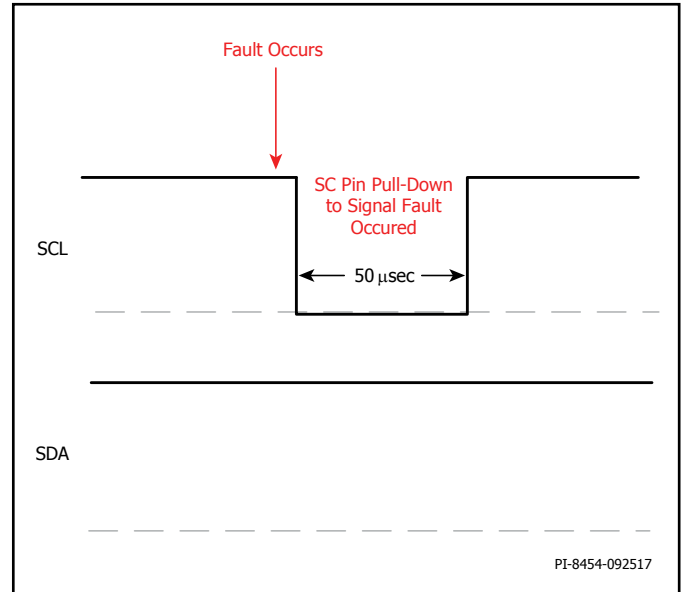 Fault Occurs
SC Pin Pull-Down
to Signal Fault
Occured
SCL
50 μsec
SDA
PI-8454-092517